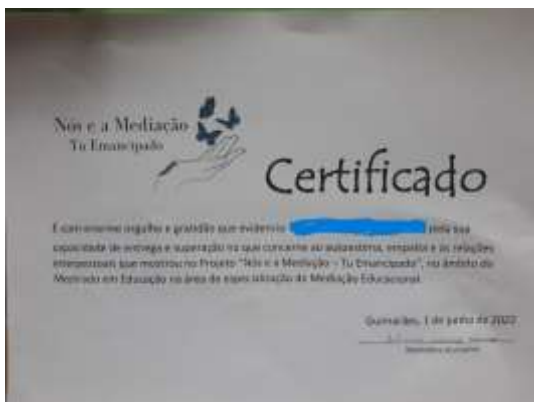 Nós e a Mediação
Tu Emancipado
Certificado
É com enorme orgulho e gratidão que evidencio pela sua
capacidade de entrega e superação no que concerne ao autoestima, empatia e às relações
interpessoais que mostrou no Projeto "Nós e a Mediação – Tu Emancipado", no âmbito do
Mestrado em Educação na área de especialização da Mediação Educacional.
Guimarães, 1 de junho de 2022